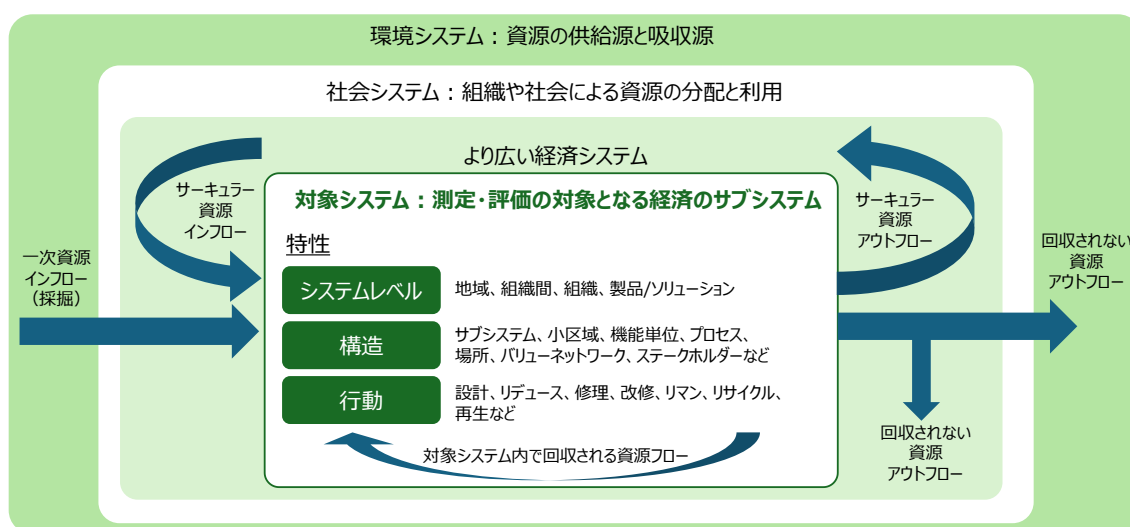 環境システム：資源の供給源と吸収源
社会システム：組織や社会による資源の分配と利用
より広い経済システム
サーキュラー
資源
インフロー
対象システム：測定・評価の対象となる経済のサブシステム
特性
システムレベル
地域、組織間、組織、製品/ソリューション
構造
サブシステム、小区域、機能単位、プロセス、
場所、バリューネットワーク、ステークホルダーなど
行動
設計、リデュース、修理、改修、リマン、リサイクル、
再生など
対象システム内で回収される資源フロー
一次資源
インフロー
（採掘）
サーキュラー
資源
アウトフロー
回収されない
資源
アウトフロー
回収されない
資源
アウトフロー